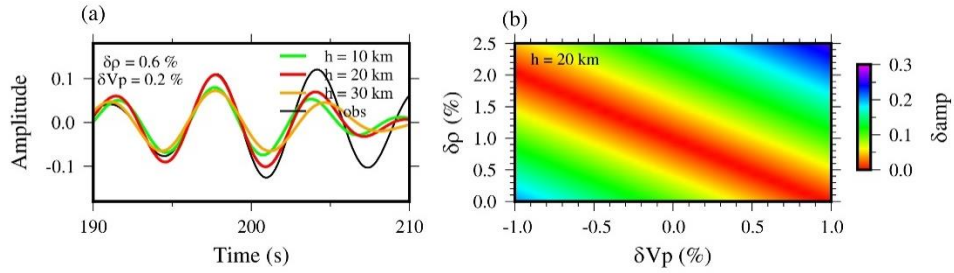 (a)
δρ = 0.6 %
δVp = 0.2 %
h = 10 km
h = 20 km
h = 30 km
obs
0.1
0.0
-0.1
Amplitude
190
200
210
Time (s)
(b)
h = 20 km
2.5
2.0
1.5
1.0
0.5
0.0
δρ (%)
-1.0
-0.5
0.0
0.5
1.0
δVp (%)
0.3
0.2
0.1
0.0
δamp